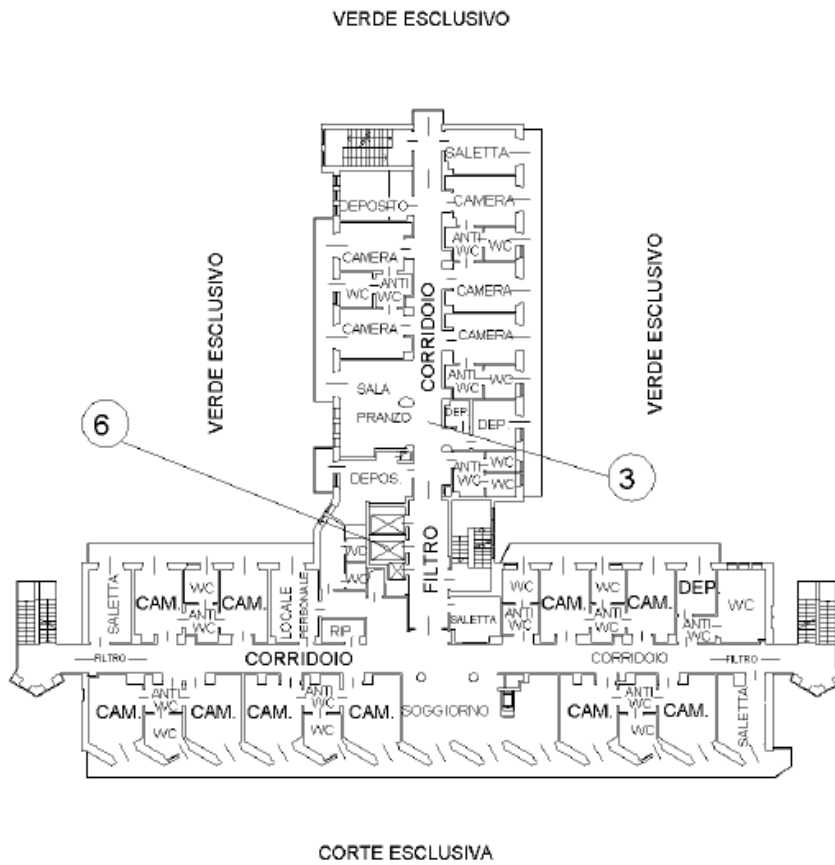 VERDE ESCLUSIVO
SALETTA
DEPOSITO
CAMERA
ANTI
WC
WC
CAMERA
WC
ANTI
WC
CAMERA
CAMERA
CAMERA
CORRIDOIO
VERDE ESCLUSIVO
VERDE ESCLUSIVO
ANTI
WC
WC
SALA
PRANZO
DEP.
DEP.
6
3
DEPOS.
ANTI
WC
WC
WC
FILTRO
WC
WC
SALETTA
CAM.
WC
ANTI
WC
CAM.
LOCALE
PERSONALE
RIP.
SALETTA
WC
ANTI
WC
CAM.
WC
ANTI
WC
CAM.
DEP.
WC
ANTI
WC
FILTRO
CORRIDOIO
CORRIDOIO
FILTRO
CAM.
ANTI
WC
WC
CAM.
CAM.
ANTI
WC
WC
CAM.
SOGGIORNO
CAM.
ANTI
WC
WC
CAM.
SALETTA
CORTE ESCLUSIVA